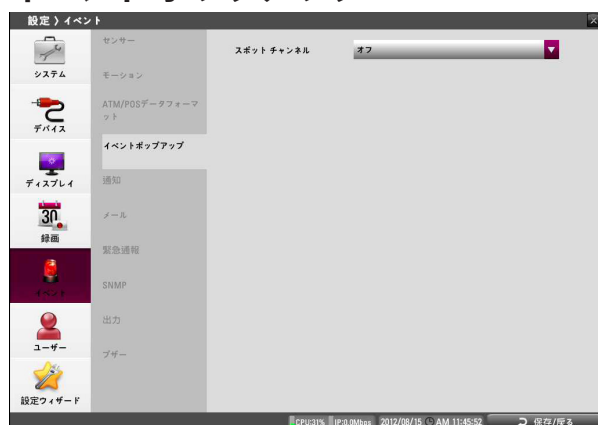 設定 〉イベント
システム
デバイス
ディスプレイ
30
録画
イベント
ユーザー
設定ウィザード
センサー
モーション
ATM/POSデータフォーマ
ット
イベントポップアップ
通知
メール
緊急通報
SNMP
出力
ブザー
スポット チャンネル
オフ
CPU:31% IP:0.0Mbps 2012/08/15 AM 11:45:52
保存/戻る